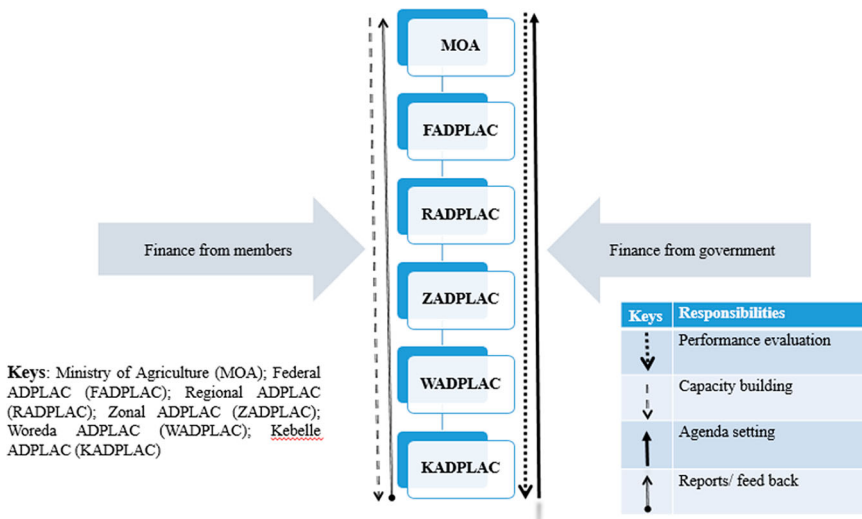 MOA
FADPLAC
RADPLAC
Finance from members
Finance from government
ZADPLAC
WADPLAC
KADPLAC
Keys: Ministry of Agriculture (MOA); Federal
ADPLAC (FADPLAC); Regional ADPLAC
(RADPLAC); Zonal ADPLAC (ZADPLAC);
Woreda ADPLAC (WADPLAC); Kebelle
ADPLAC (KADPLAC)
Keys Responsibilities
Performance evaluation
Capacity building
Agenda setting
Reports/ feed back